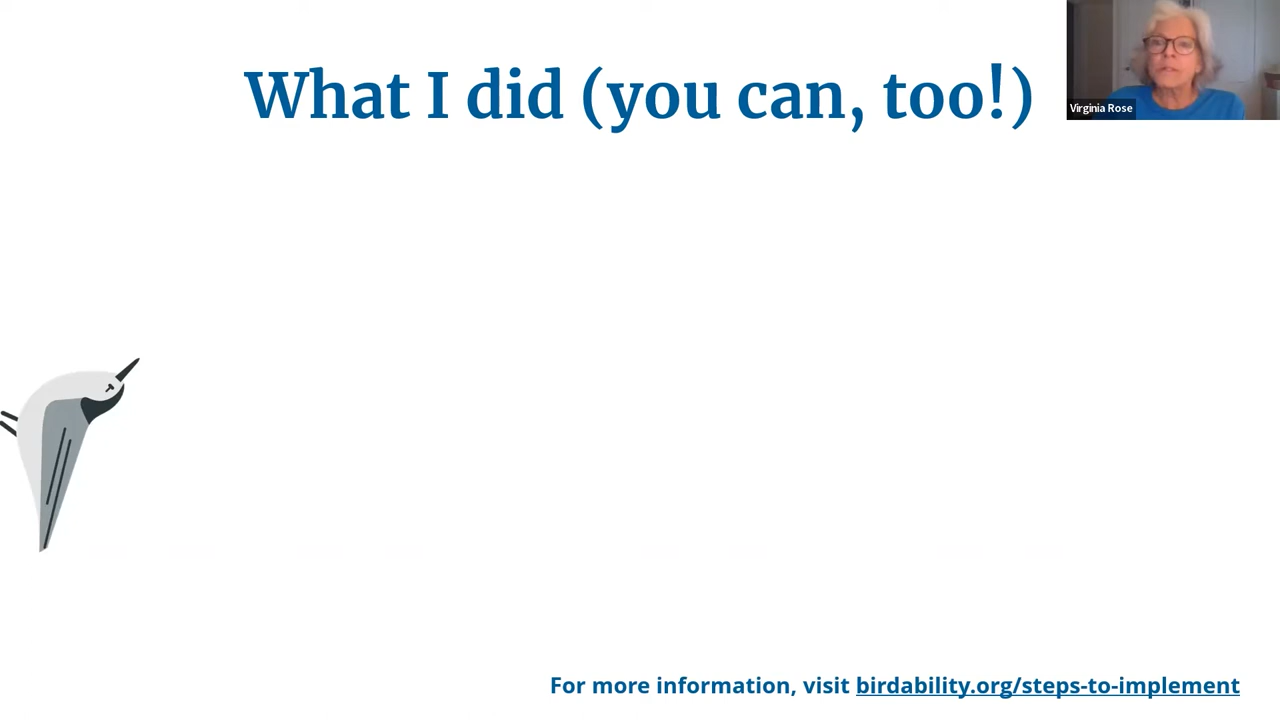 What I did (you can, too!)
Virginia Rose
For more information, visit birdability.org/steps-to-implement